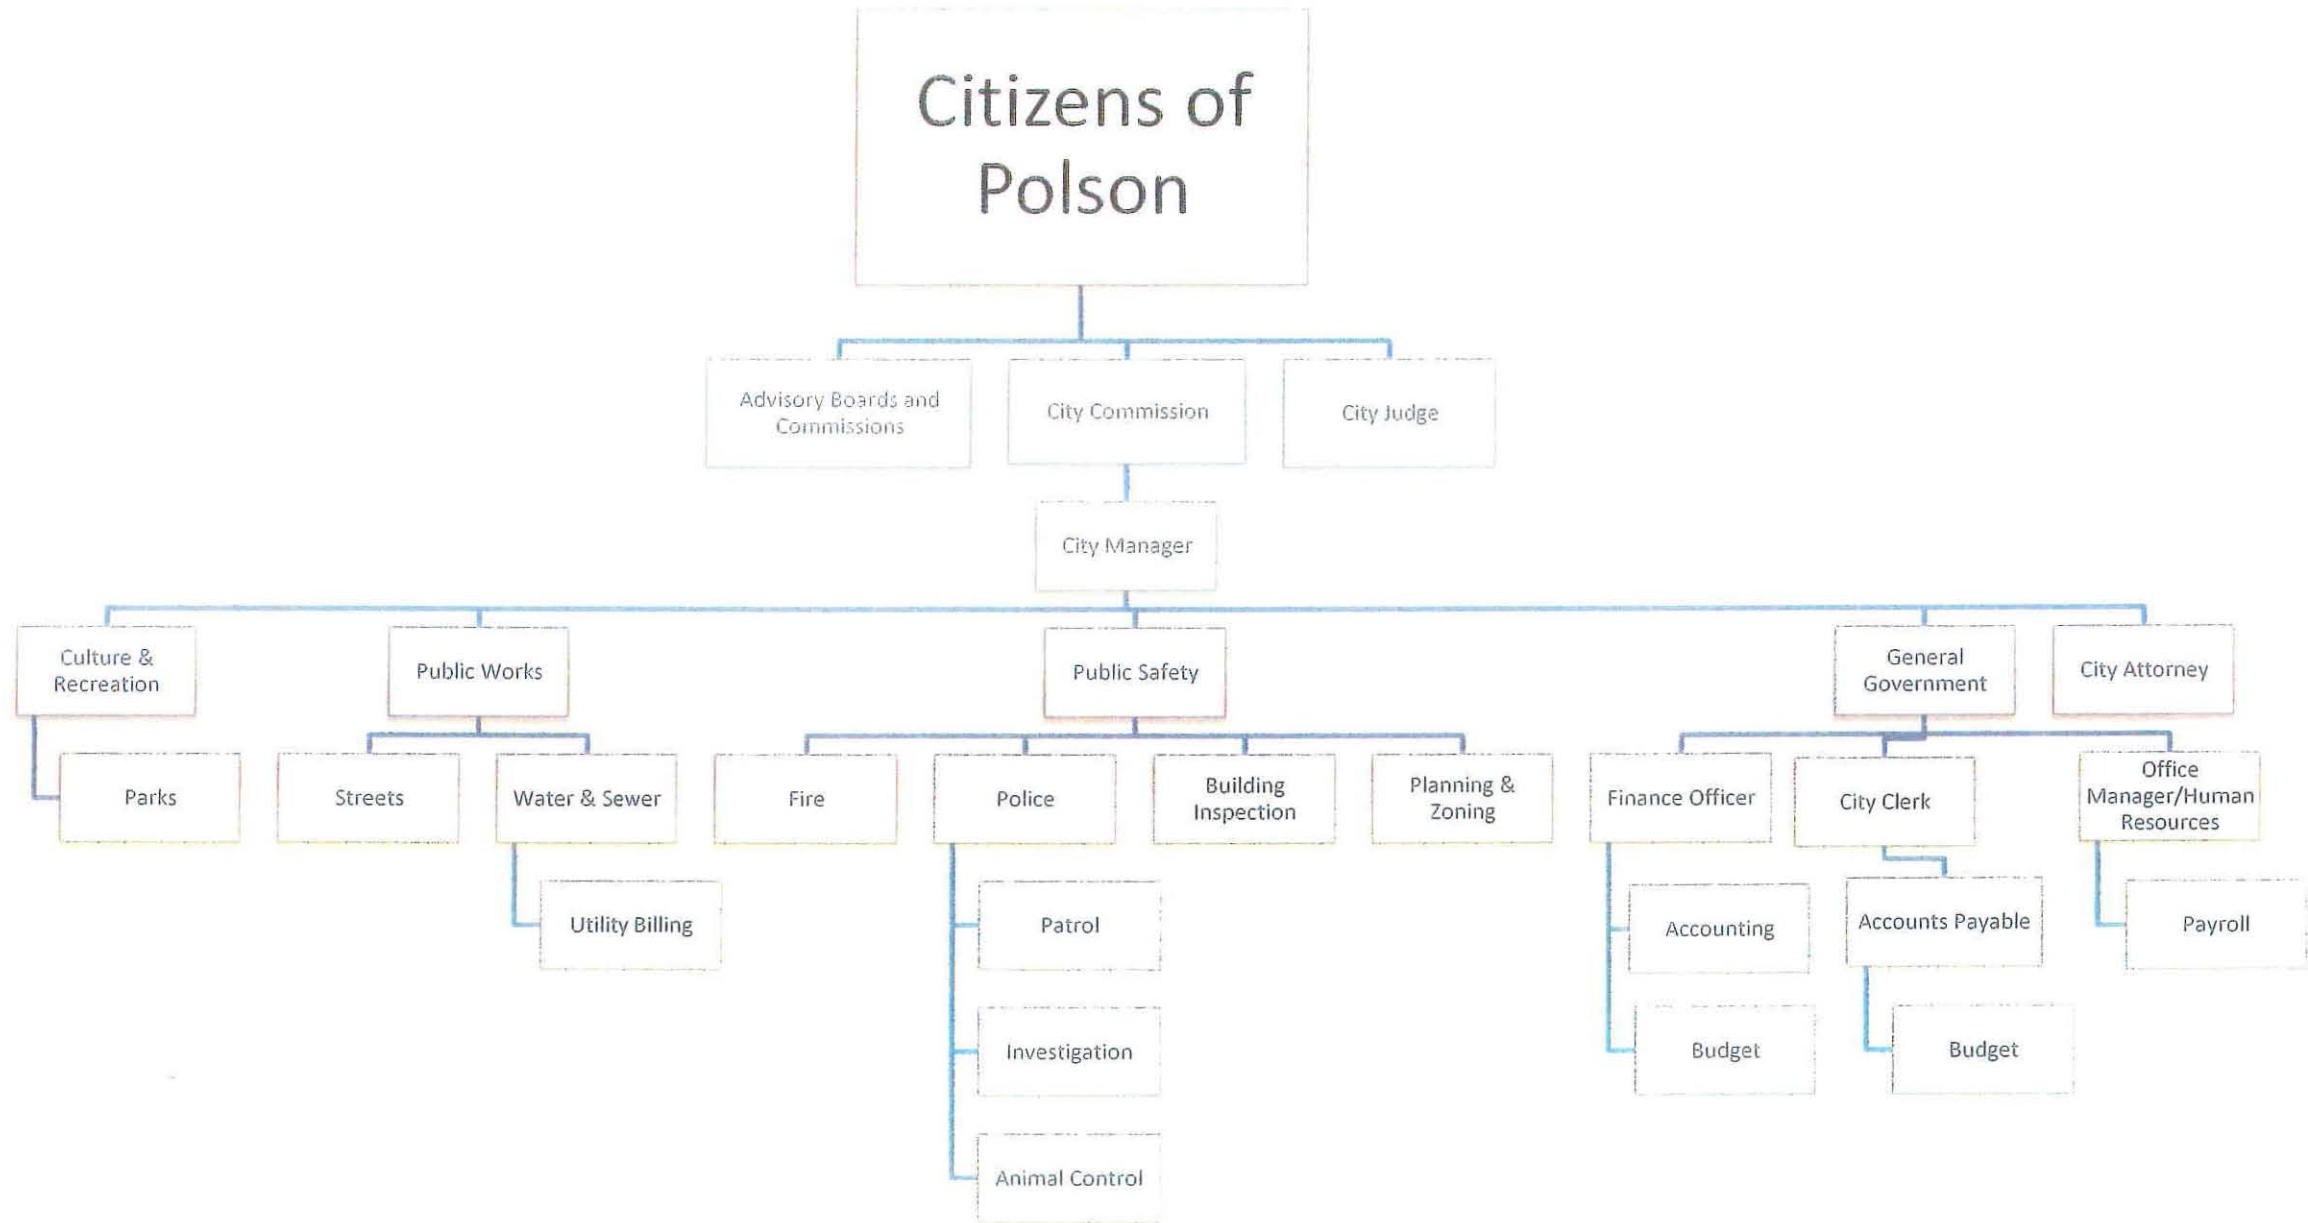 Citizens of
Polson
Advisory Boards and
Commissions
City Commission
City Judge
City Manager
Culture &
Recreation
Public Works
Public Safety
General
Government
City Attorney
Parks
Streets
Water & Sewer
Fire
Police
Building
Inspection
Planning &
Zoning
Finance Officer
City Clerk
Office
Manager/Human
Resources
Utility Billing
Patrol
Accounting
Accounts Payable
Payroll
Investigation
Budget
Budget
Animal Control